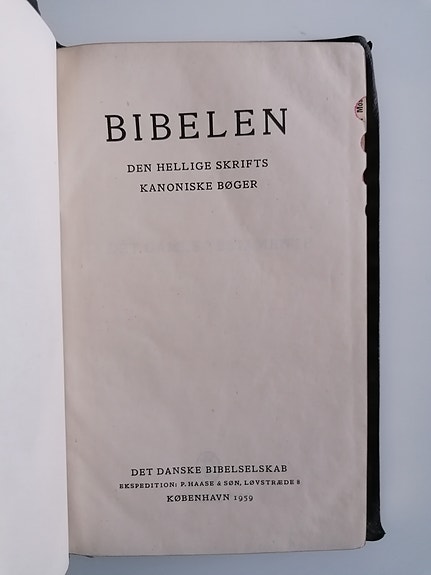 BIBELEN
DEN HELLIGE SKRIFTS
KANONISKE BØGER
DET DANSKE BIBELSELSKAB
EKSPEDITION: P. HAASE & SØN, LØVSTRÆDE 8
KØBENHAVN 1959